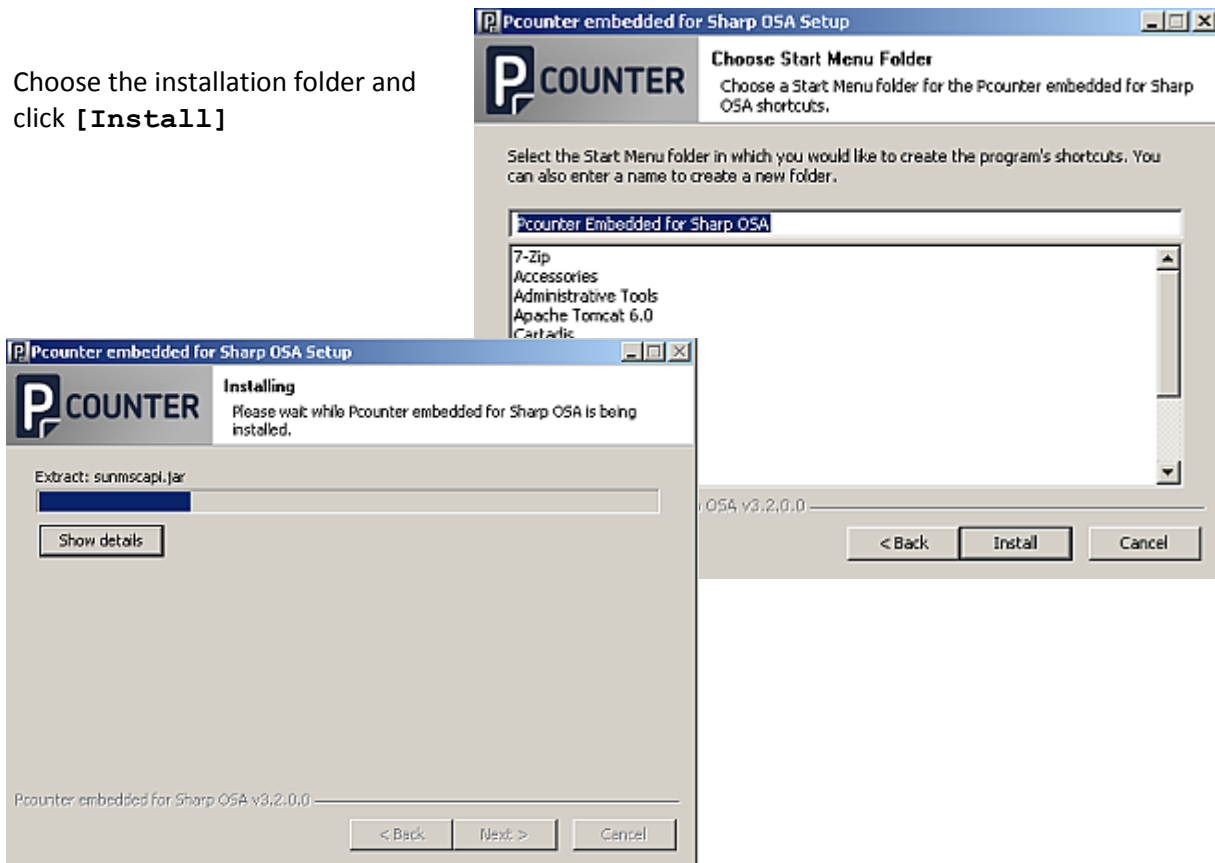 Choose the installation folder and
click [Install]
Pcounter embedded for Sharp OSA Setup
P COUNTER
Choose Start Menu Folder
Choose a Start Menu folder for the Pcounter embedded for Sharp
OSA shortcuts.
Select the Start Menu folder in which you would like to create the program's shortcuts. You
can also enter a name to create a new folder.
Pcounter Embedded for Sharp OSA
7-Zip
Accessories
Administrative Tools
Apache Tomcat 6.0
Cartadis
OSA v3.2.0.0
< Back
Install
Cancel
Pcounter embedded for Sharp OSA Setup
P COUNTER
Installing
Please wait while Pcounter embedded for Sharp OSA is being
installed.
Extract: sunmscapi.jar
Show details
Pcounter embedded for Sharp OSA v3.2.0.0
< Back
Next >
Cancel